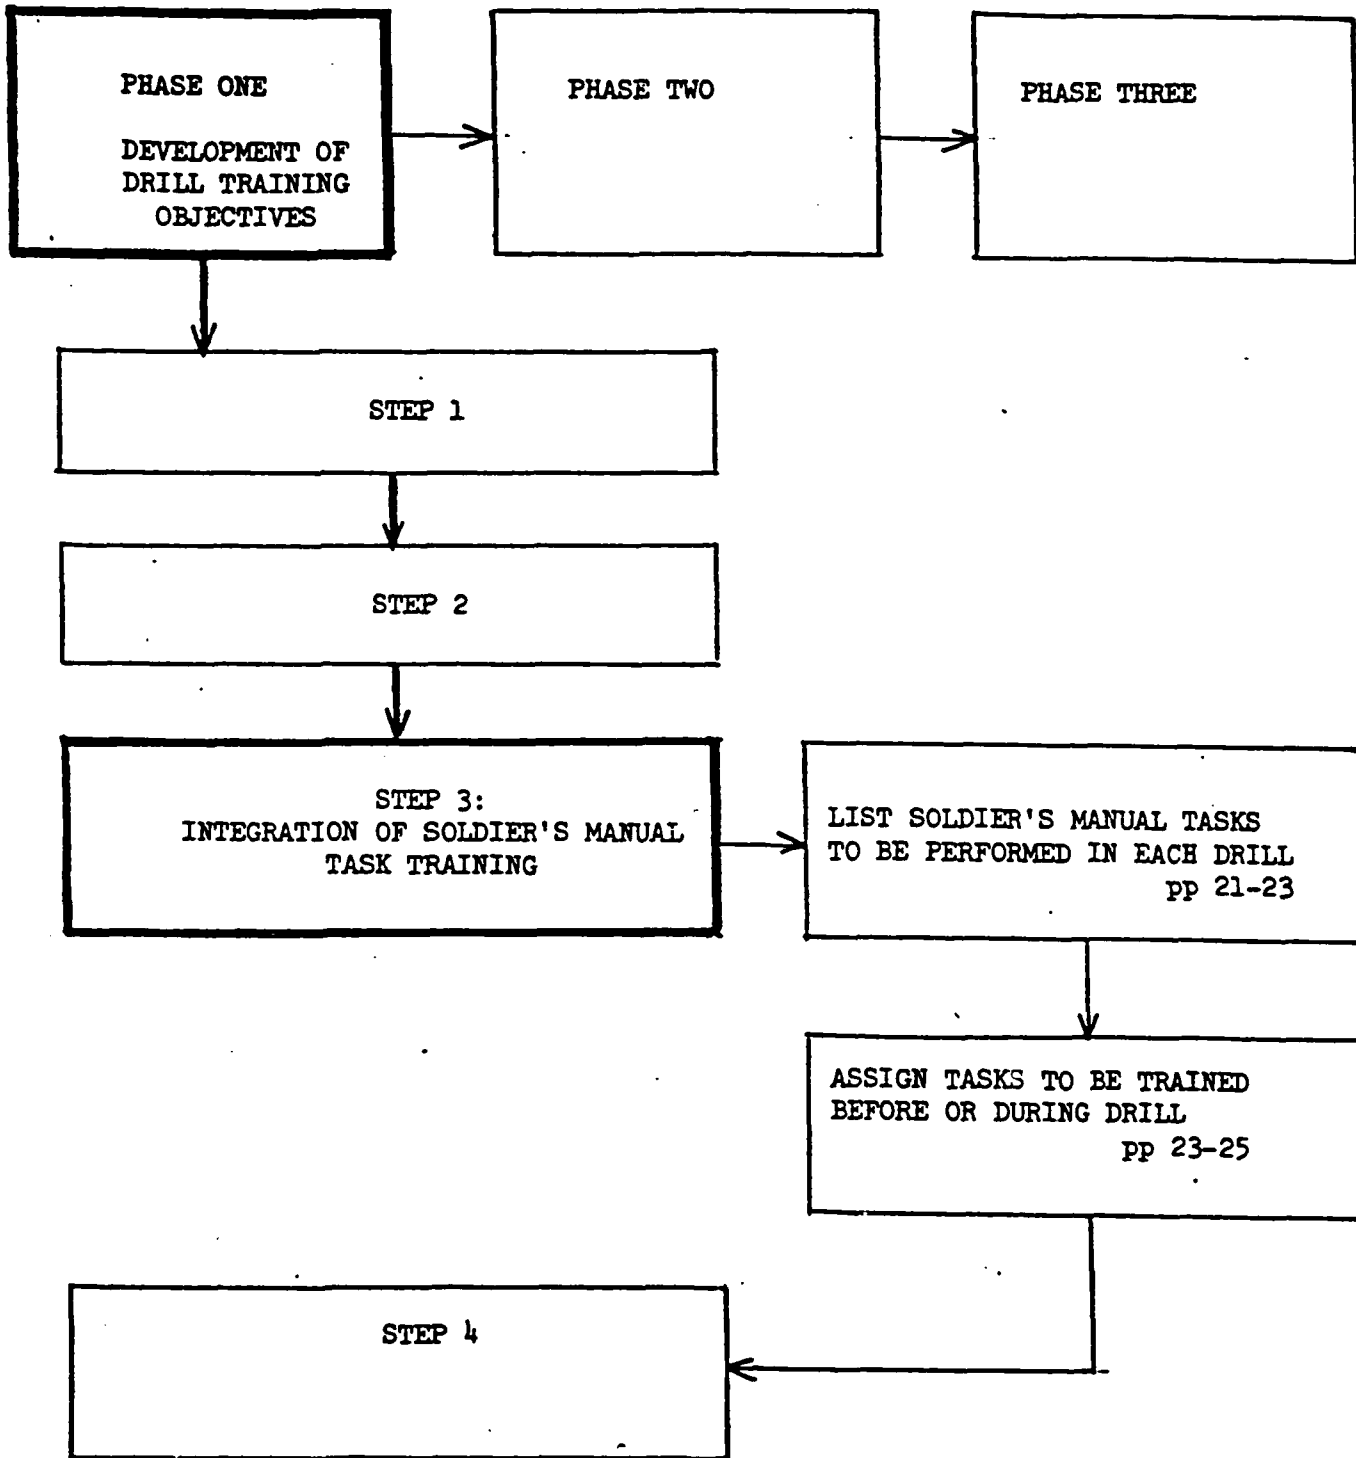 PHASE ONE
DEVELOPMENT OF
DRILL TRAINING
OBJECTIVES
PHASE TWO
PHASE THREE
STEP 1
STEP 2
STEP 3:
INTEGRATION OF SOLDIER'S MANUAL
TASK TRAINING
LIST SOLDIER'S MANUAL TASKS
TO BE PERFORMED IN EACH DRILL
pp 21-23
ASSIGN TASKS TO BE TRAINED
BEFORE OR DURING DRILL
pp 23-25
STEP 4